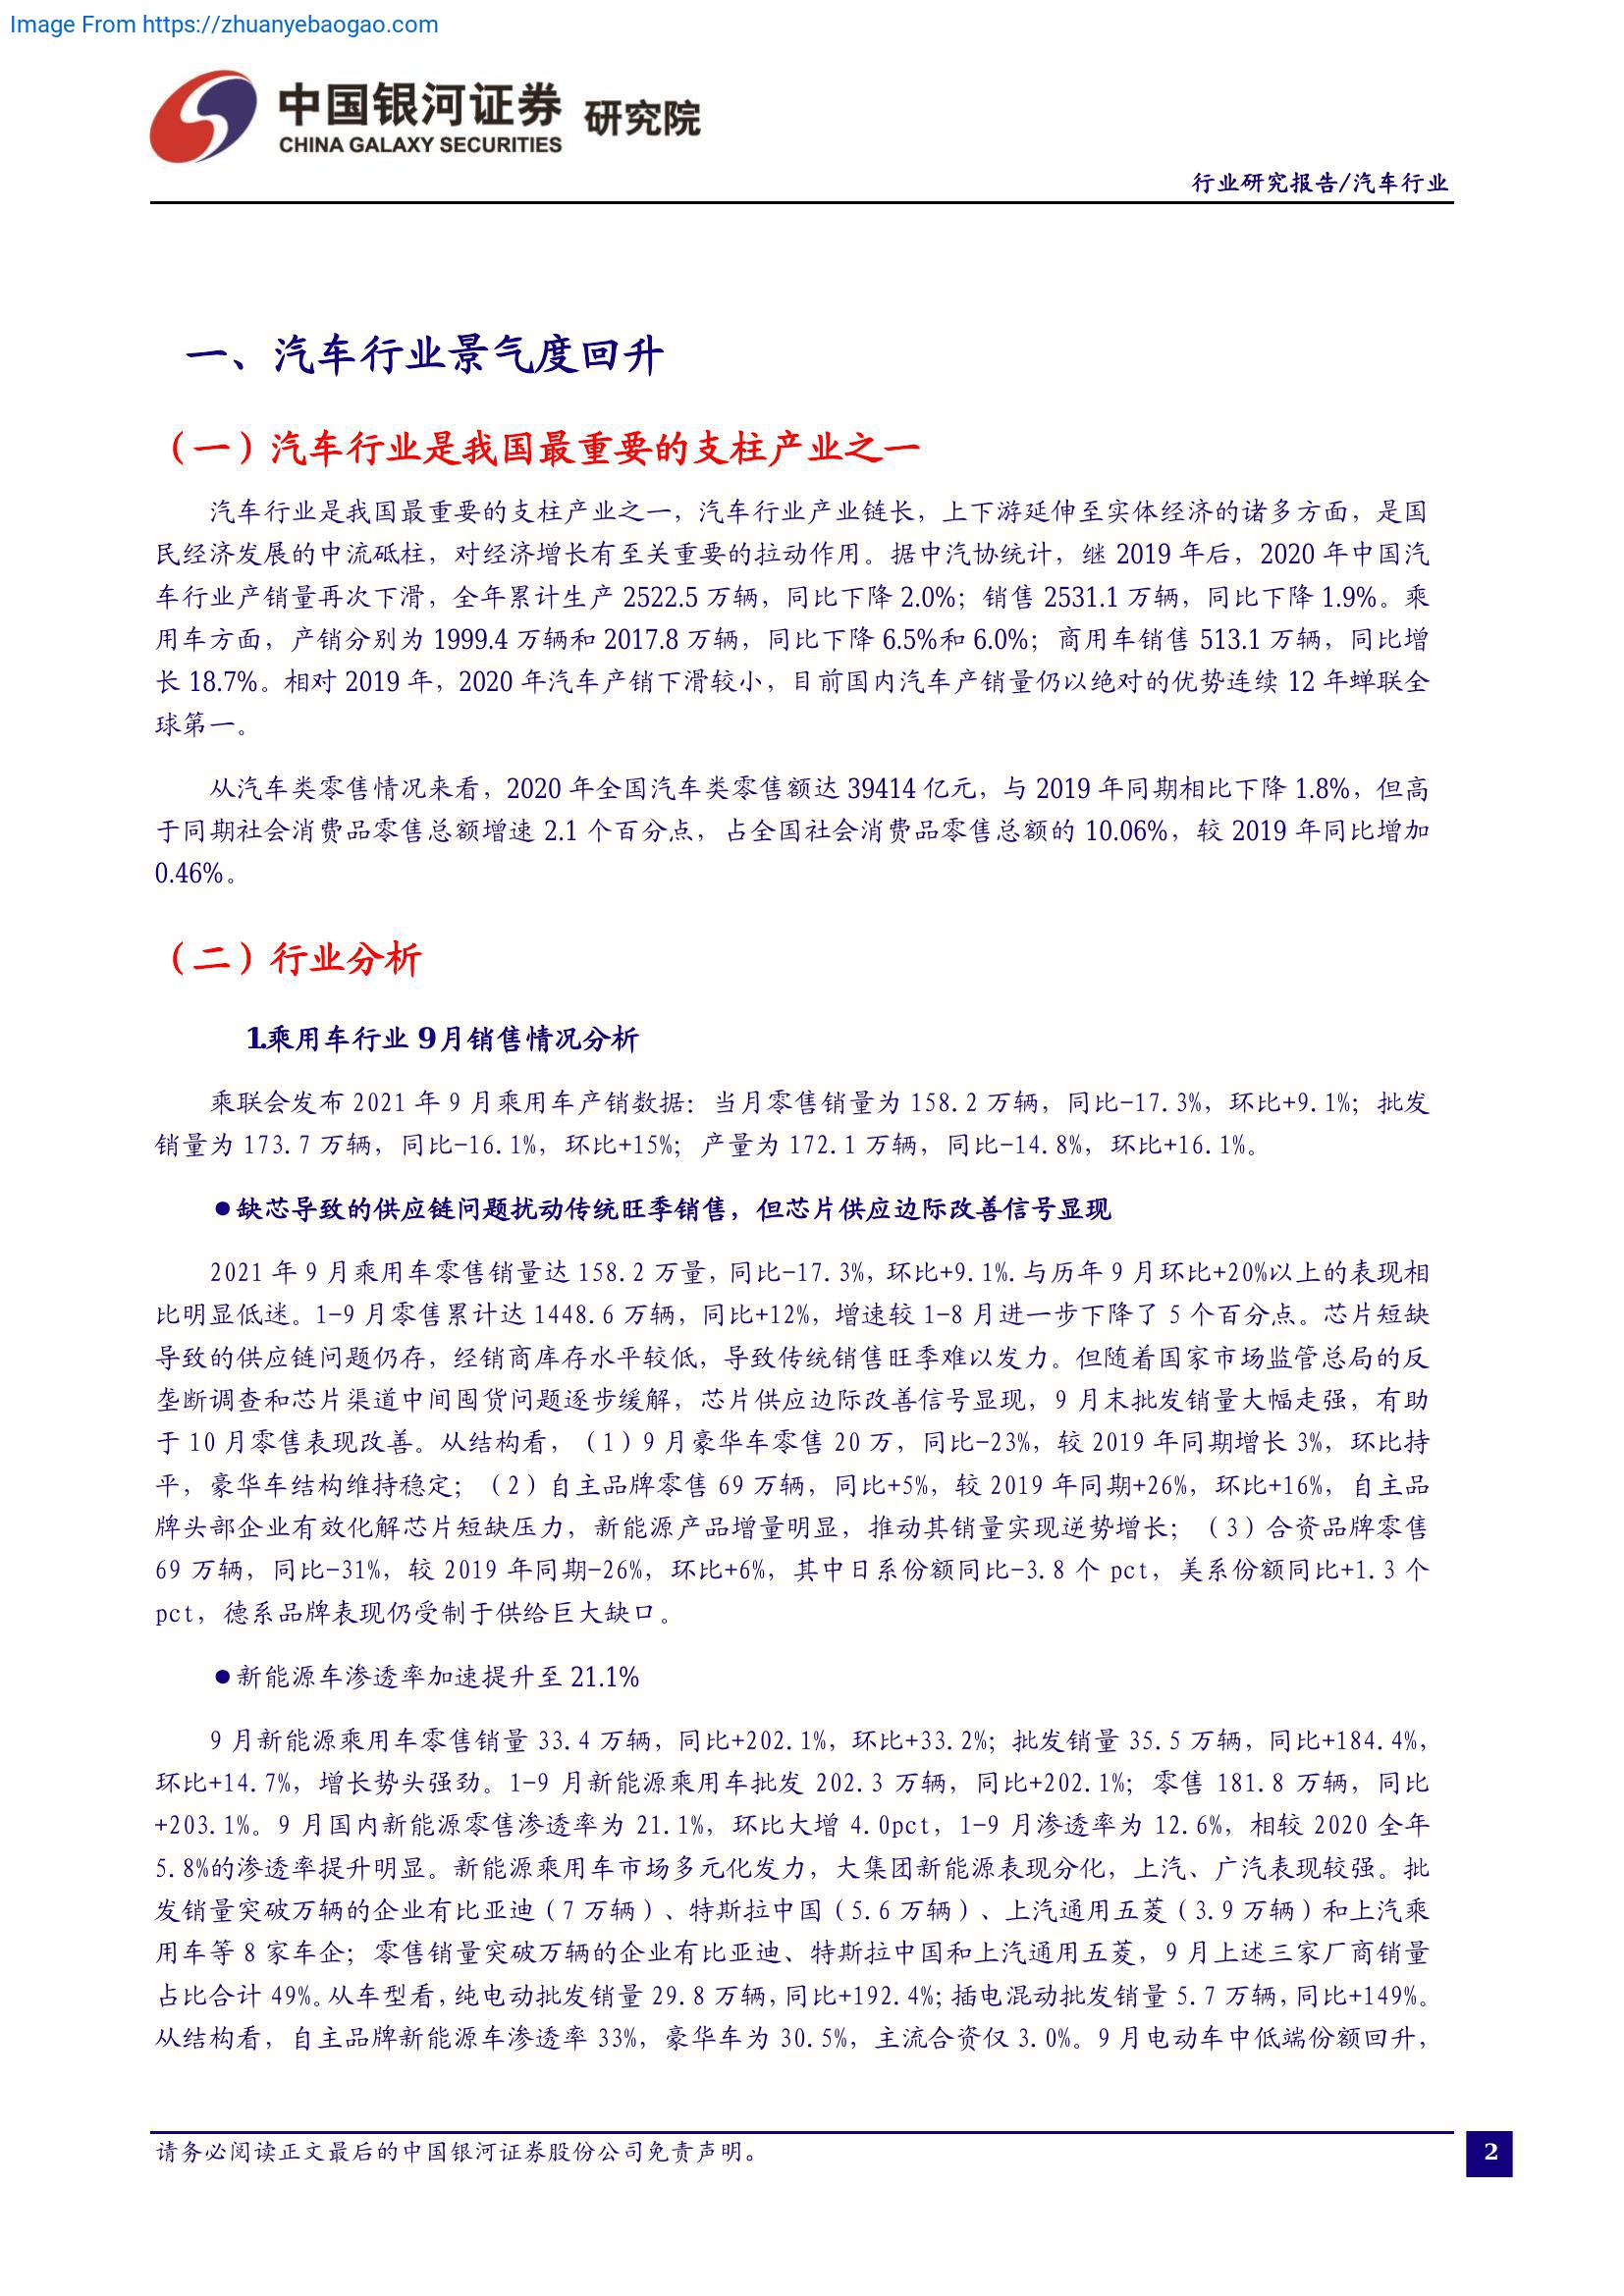 Image From https://zhuanyebaogao.com
中国银河证券 研究院
CHINA GALAXY SECURITIES
行业研究报告/汽车行业
一、汽车行业景气度回升
（一）汽车行业是我国最重要的支柱产业之一
汽车行业是我国最重要的支柱产业之一，汽车行业产业链长，上下游延伸至实体经济的诸多方面，是国
民经济发展的中流砥柱，对经济增长有至关重要的拉动作用。据中汽协统计，继 2019 年后，2020 年中国汽
车行业产销量再次下滑，全年累计生产 2522.5 万辆，同比下降 2.0%；销售 2531.1 万辆，同比下降 1.9%。乘
用车方面，产销分别为 1999.4 万辆和 2017.8 万辆，同比下降 6.5%和 6.0%；商用车销售 513.1 万辆，同比增
长 18.7%。相对 2019 年，2020 年汽车产销下滑较小，目前国内汽车产销量仍以绝对的优势连续 12 年蝉联全
球第一。
从汽车类零售情况来看，2020 年全国汽车类零售额达 39414 亿元，与 2019 年同期相比下降 1.8%，但高
于同期社会消费品零售总额增速 2.1 个百分点，占全国社会消费品零售总额的 10.06%，较 2019 年同比增加
0.46%。
（二）行业分析
1.乘用车行业 9月销售情况分析
乘联会发布 2021 年 9 月乘用车产销数据：当月零售销量为 158.2 万辆，同比-17.3%，环比+9.1%；批发
销量为 173.7 万辆，同比-16.1%，环比+15%；产量为 172.1 万辆，同比-14.8%，环比+16.1%。
●缺芯导致的供应链问题扰动传统旺季销售，但芯片供应边际改善信号显现
2021 年 9 月乘用车零售销量达 158.2 万量，同比-17.3%，环比+9.1%.与历年 9 月环比+20%以上的表现相
比明显低迷。1-9 月零售累计达 1448.6 万辆，同比+12%，增速较 1-8 月进一步下降了 5 个百分点。芯片短缺
导致的供应链问题仍存，经销商库存水平较低，导致传统销售旺季难以发力。但随着国家市场监管总局的反
垄断调查和芯片渠道中间囤货问题逐步缓解，芯片供应边际改善信号显现，9 月末批发销量大幅走强，有助
于 10 月零售表现改善。从结构看，（1）9 月豪华车零售 20 万，同比-23%，较 2019 年同期增长 3%，环比持
平，豪华车结构维持稳定；（2）自主品牌零售 69 万辆，同比+5%，较 2019 年同期+26%，环比+16%，自主品
牌头部企业有效化解芯片短缺压力，新能源产品增量明显，推动其销量实现逆势增长；（3）合资品牌零售
69 万辆，同比-31%，较 2019 年同期-26%，环比+6%，其中日系份额同比-3.8 个 pct，美系份额同比+1.3 个
pct，德系品牌表现仍受制于供给巨大缺口。
●新能源车渗透率加速提升至 21.1%
9 月新能源乘用车零售销量 33.4 万辆，同比+202.1%，环比+33.2%；批发销量 35.5 万辆，同比+184.4%，
环比+14.7%，增长势头强劲。1-9 月新能源乘用车批发 202.3 万辆，同比+202.1%；零售 181.8 万辆，同比
+203.1%。9 月国内新能源零售渗透率为 21.1%，环比大增 4.0pct，1-9 月渗透率为 12.6%，相较 2020 全年
5.8%的渗透率提升明显。新能源乘用车市场多元化发力，大集团新能源表现分化，上汽、广汽表现较强。批
发销量突破万辆的企业有比亚迪（7 万辆）、特斯拉中国（5.6 万辆）、上汽通用五菱（3.9 万辆）和上汽乘
用车等 8 家车企；零售销量突破万辆的企业有比亚迪、特斯拉中国和上汽通用五菱，9 月上述三家厂商销量
占比合计 49%。从车型看，纯电动批发销量 29.8 万辆，同比+192.4%；插电混动批发销量 5.7 万辆，同比+149%。
从结构看，自主品牌新能源车渗透率 33%，豪华车为 30.5%，主流合资仅 3.0%。9 月电动车中低端份额回升，
请务必阅读正文最后的中国银河证券股份公司免责声明。
2